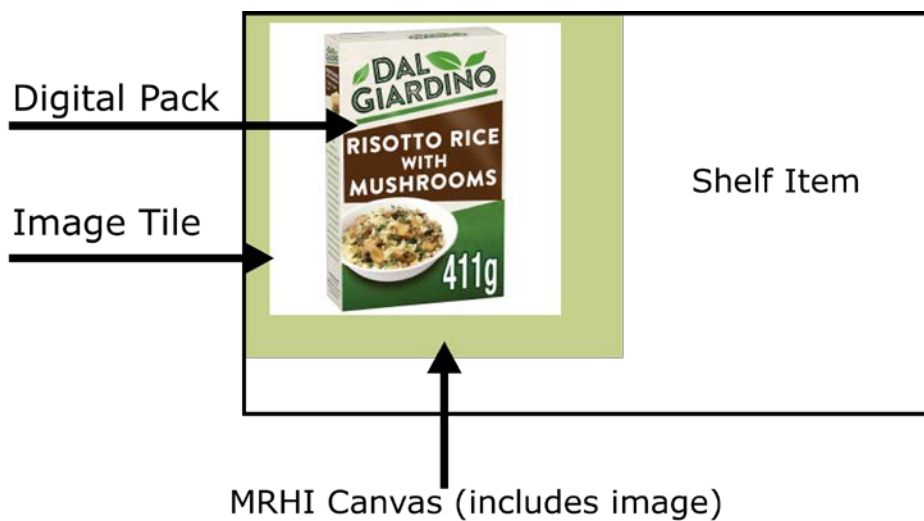 Digital Pack
Image Tile
DAL
GIARDINO
RISOTTO RICE
WITH
MUSHROOMS
411g
Shelf Item
MRHI Canvas (includes image)